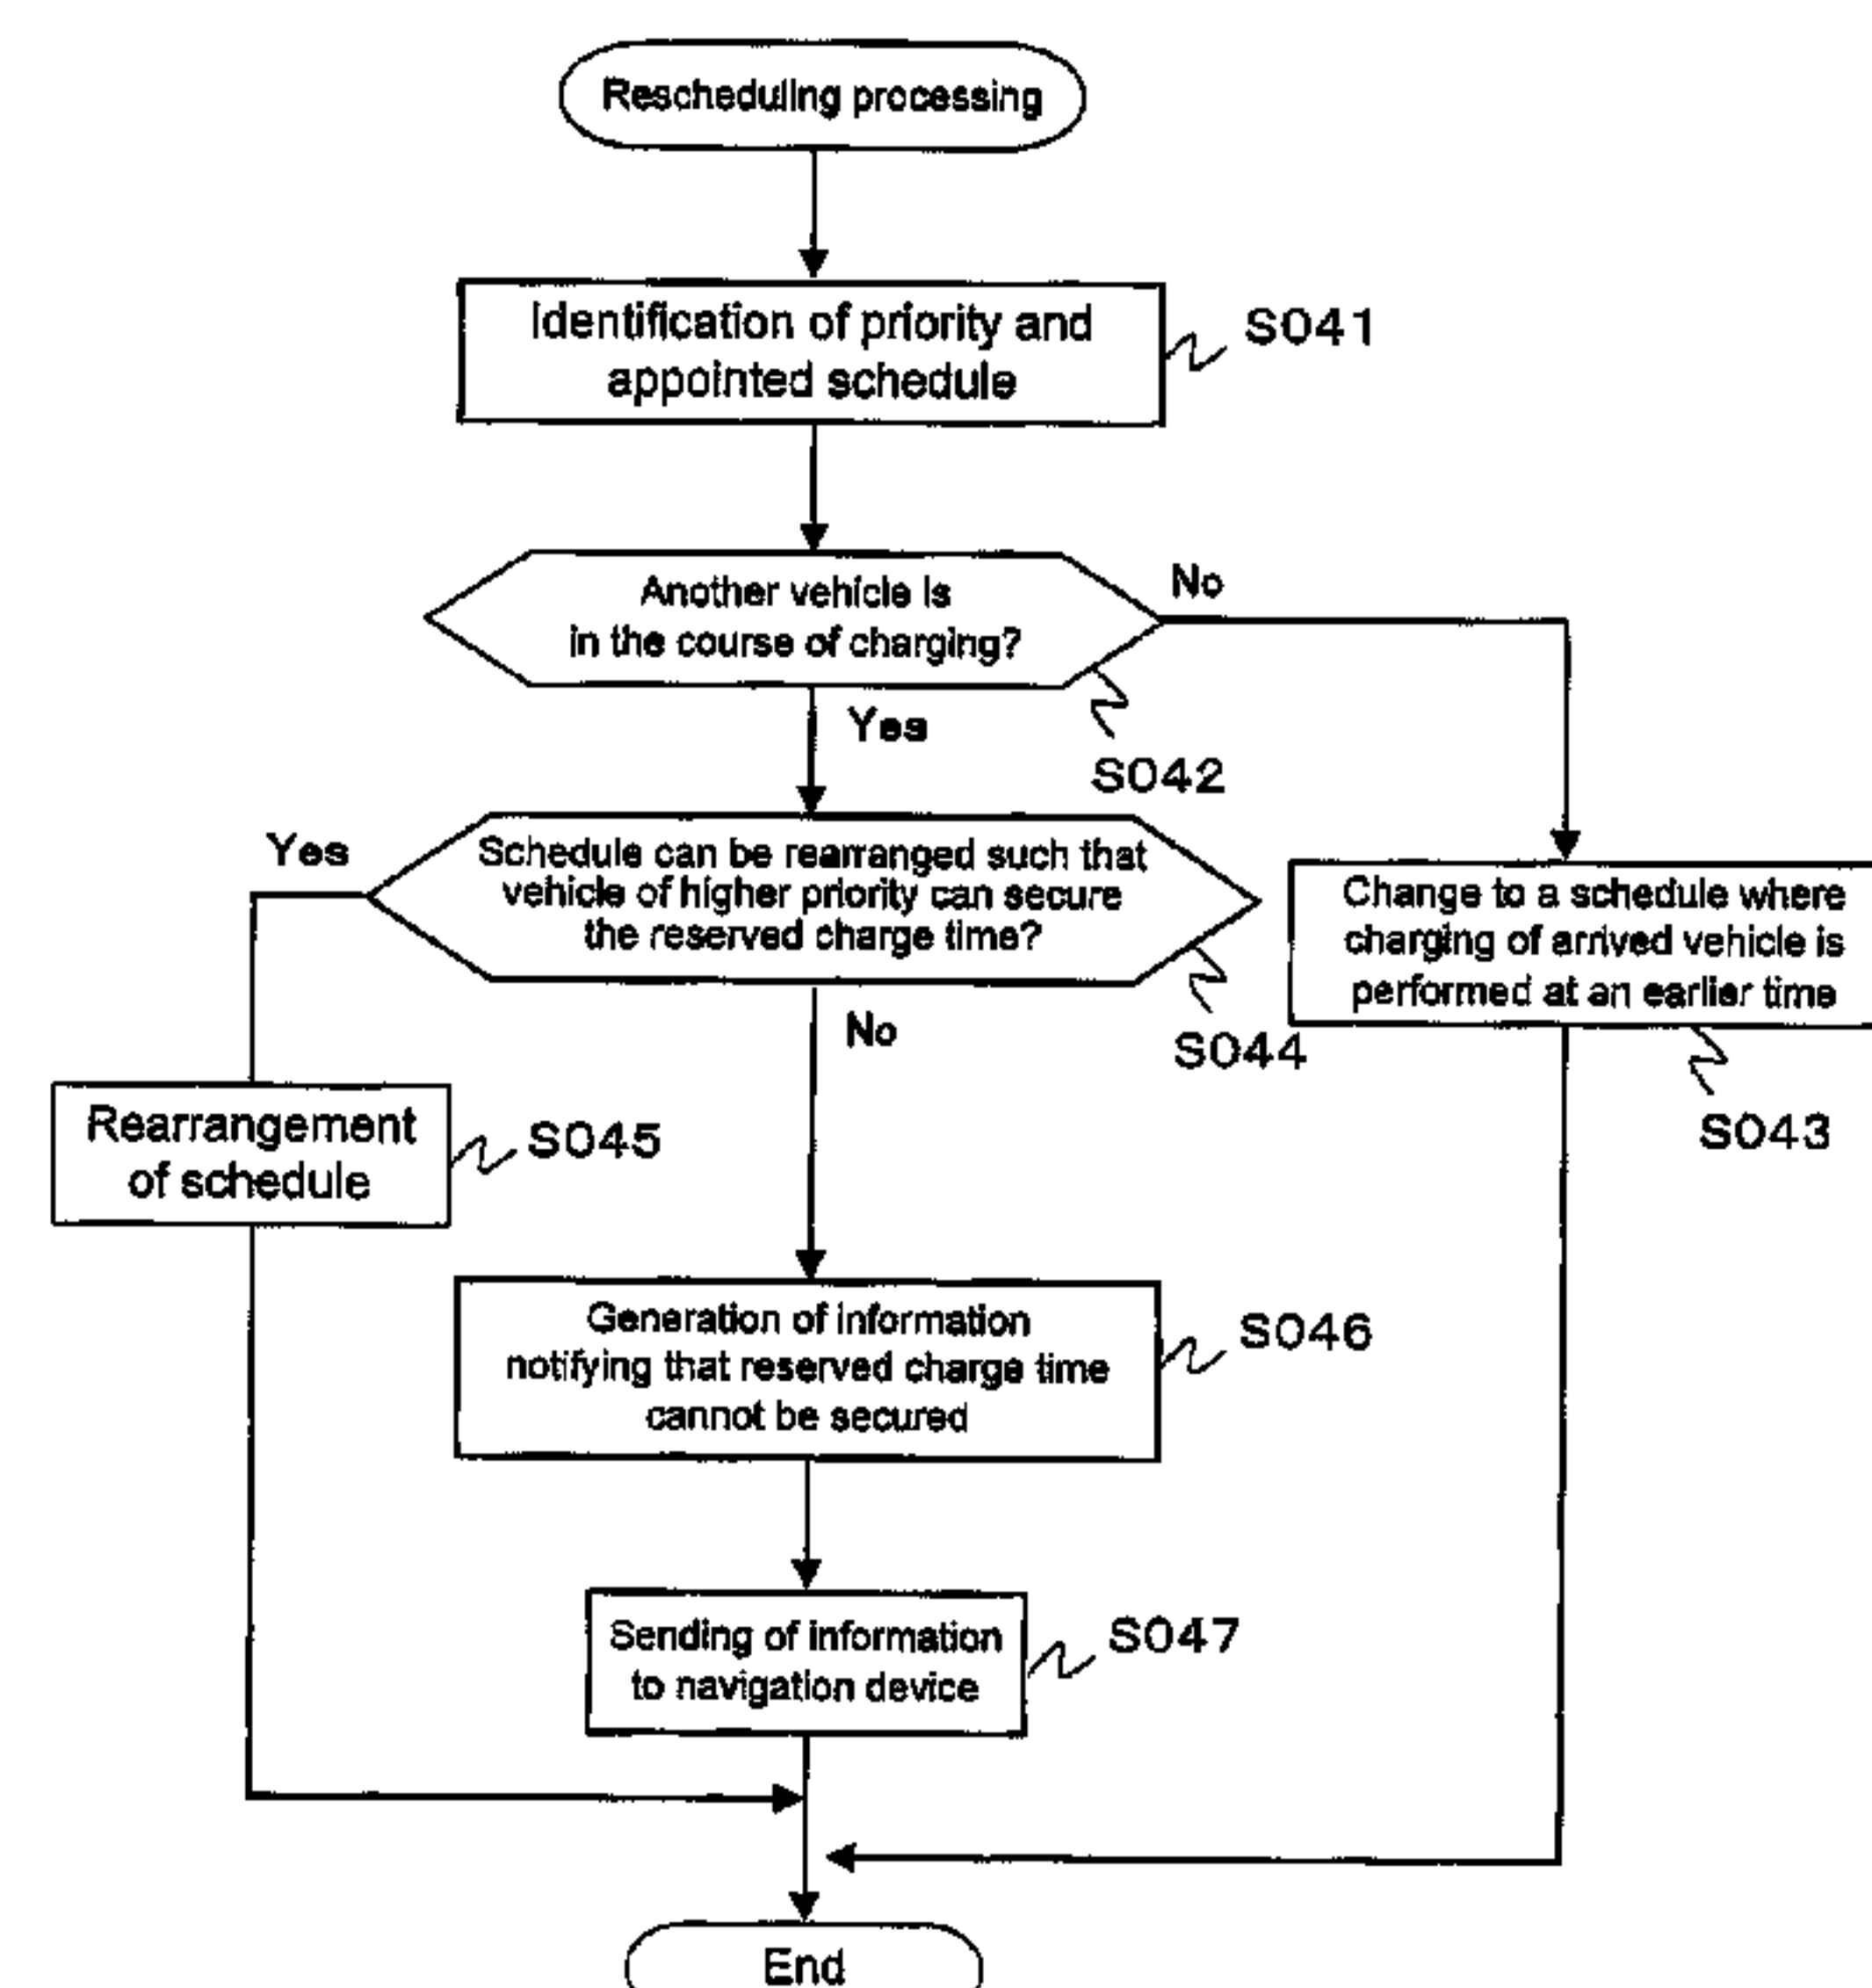 Rescheduling processing
Identification of priority and
appointed schedule
S041
Another vehicle is
in the course of charging?
No
Yes
S042
Yes
Schedule can be rearranged such that
vehicle of higher priority can secure
the reserved charge time?
No
S044
Change to a schedule where
charging of arrived vehicle is
performed at an earlier time
S043
Rearrangement
of schedule
S045
Generation of information
notifying that reserved charge time
cannot be secured
S046
Sending of information
to navigation device
S047
End